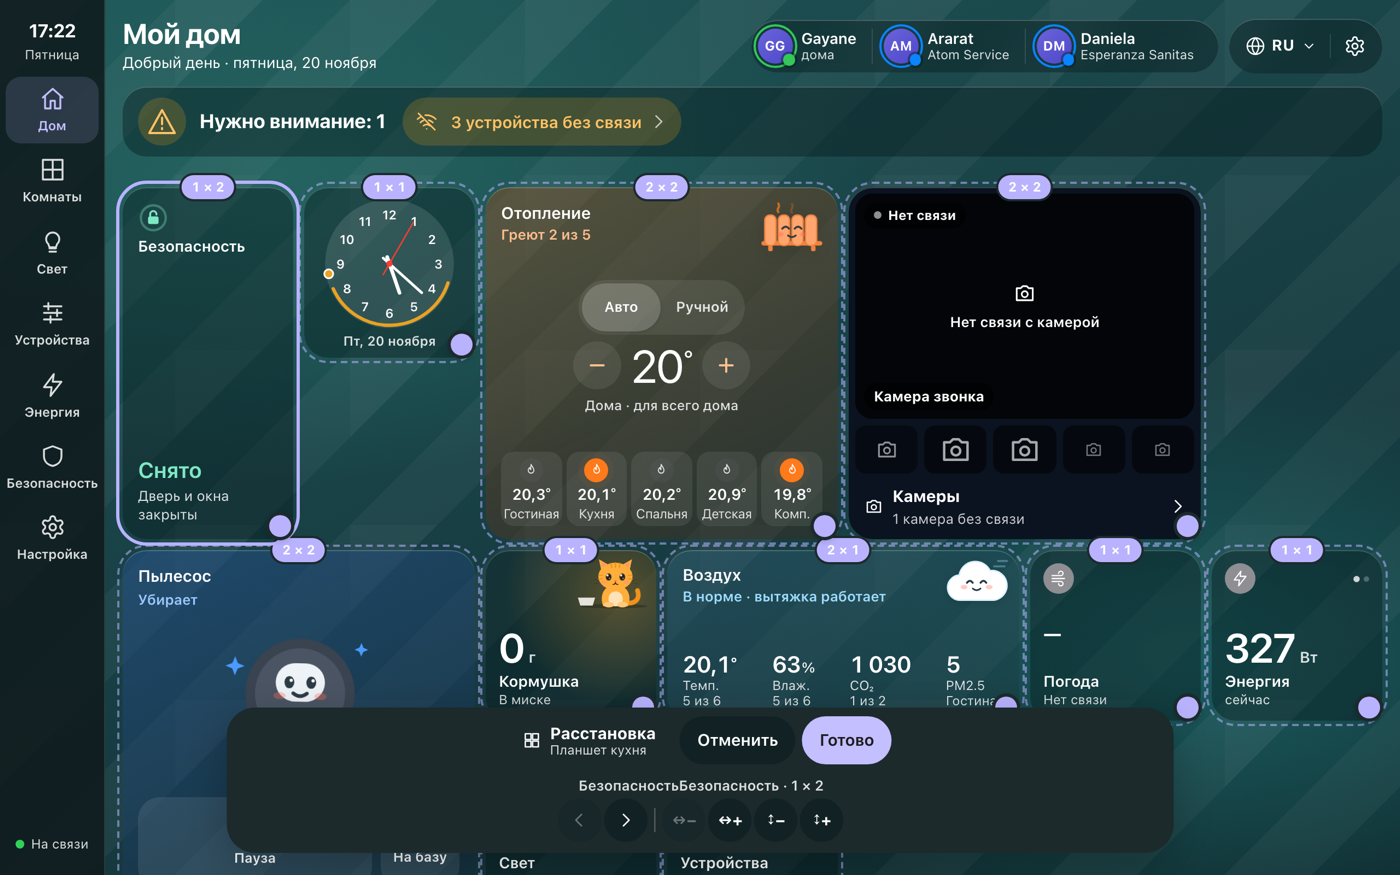 17:22
Пятница
Дом
Комнаты
Свет
Устройства
Энергия
Безопасность
Настройка
На связи
Мой дом
Добрый день · пятница, 20 ноября
GG
Gayane
дома
AM
Ararat
Atom Service
DM
Daniela
Esperanza Sanitas
RU
Нужно внимание: 1
3 устройства без связи
1 × 2
Безопасность
Снято
Дверь и окна
закрыты
1 × 1
12
1
2
3
4
5
6
7
8
9
10
11
Пт, 20 ноября
2 × 2
Отопление
Греют 2 из 5
Авто
Ручной
− 20° +
Дома · для всего дома
20,3° 20,1° 20,2° 20,9° 19,8°
Гостиная Кухня Спальня Детская Комп.
2 × 2
Нет связи
Нет связи с камерой
Камера звонка
Камеры
1 камера без связи
2 × 2
Пылесос
Убирает
Пауза
На базу
1 × 1
0 г
Кормушка
В миске
2 × 1
Воздух
В норме · вытяжка работает
20,1° 63% 1 030 5
Темп. Влаж. CO₂ PM2.5
5 из 6 5 из 6 1 из 2 Гостина
1 × 1
–
Погода
Нет связи
1 × 1
327 Вт
Энергия
сейчас
Расстановка
Планшет кухня
Отменить
Готово
БезопасностьБезопасность · 1 × 2
Свет
Устройства